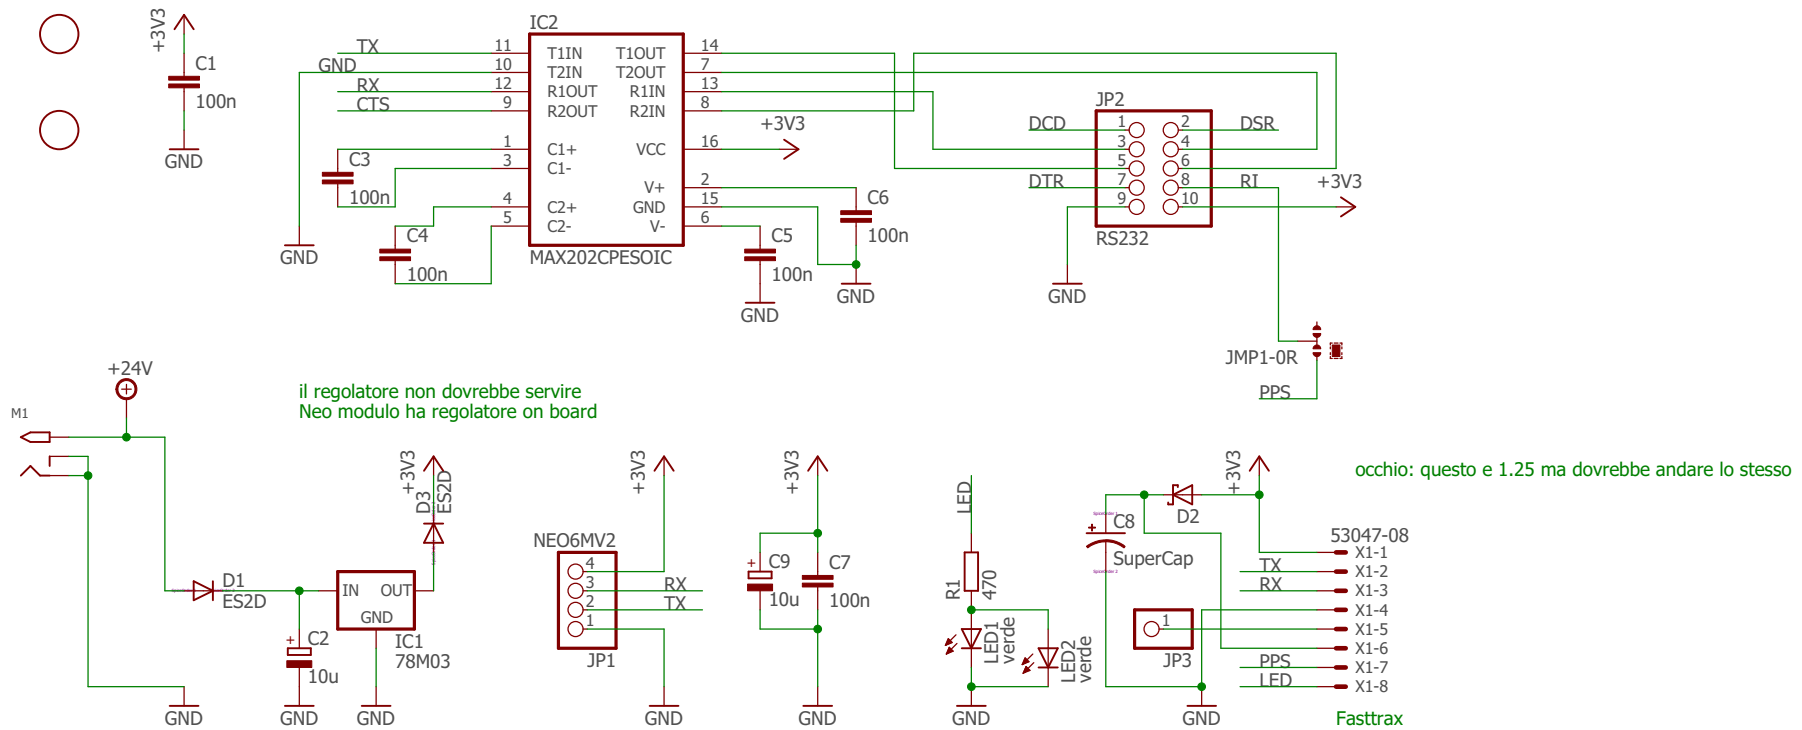 +3V3
C1
100n
GND
IC2
TX
GND
RX
CTS
11
10
12
9
1
3
4
5
T1IN
T2IN
R1OUT
R2OUT
C1+
C1-
C2+
C2-
T1OUT
T2OUT
R1IN
R2IN
VCC
V+
GND
V-
14
7
13
8
16
2
15
6
MAX202CPESOIC
C3
100n
C4
100n
GND
+3V3
C6
100n
C5
100n
GND
GND
JP2
DCD
1
2
DSR
3
4
5
6
DTR
7
8
RI
9
10
+3V3
RS232
GND
JMP1-0R
PPS
+24V
M1
il regolatore non dovrebbe servire
Neo modulo ha regolatore on board
D1
ES2D
C2
10u
IN
OUT
GND
IC1
78M03
+3V3
D3
ES2D
GND
GND
GND
NEO6MV2
4
3
2
1
RX
TX
JP1
+3V3
GND
+3V3
C9
10u
C7
100n
GND
LED
R1
470
LED1
verde
LED2
verde
GND
+3V3
occhio: questo e 1.25 ma dovrebbe andare lo stesso
D2
C8
SuperCap
JP3
1
GND
53047-08
X1-1
TX
X1-2
RX
X1-3
X1-4
X1-5
X1-6
PPS
X1-7
LED
X1-8
Fasttrax